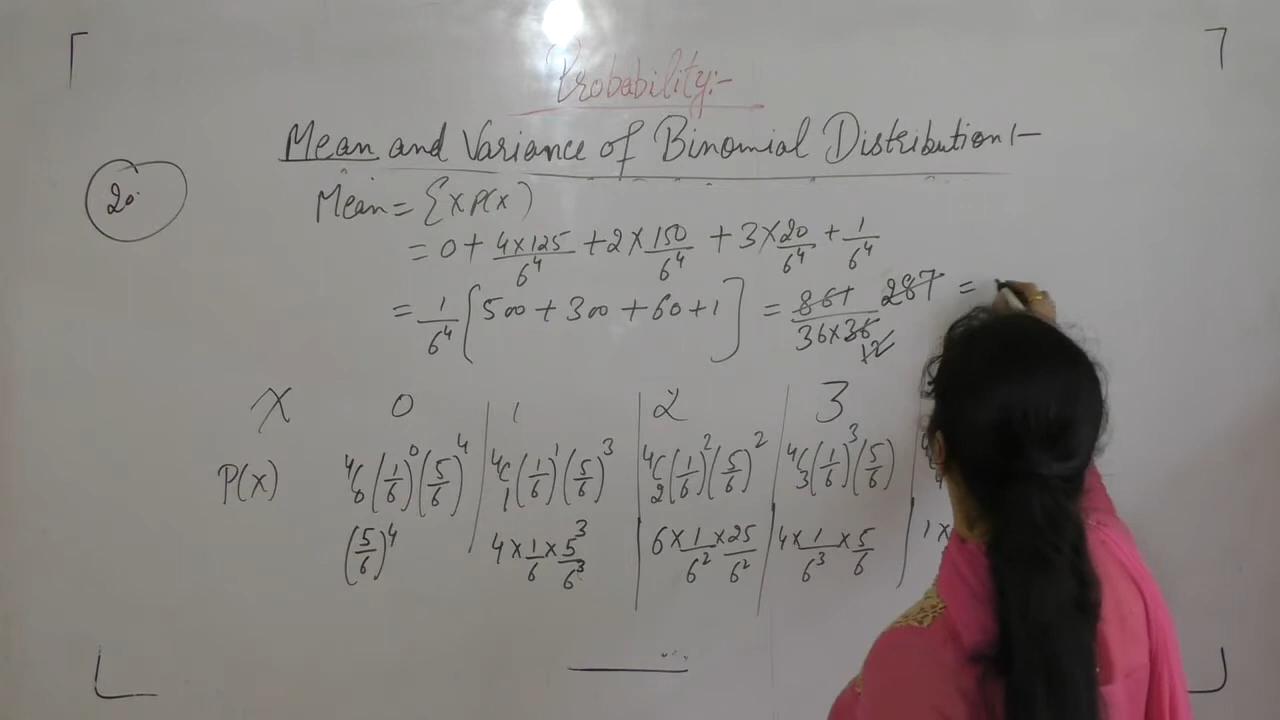 Probability:-
Mean and Variance of Binomial Distribution:-
20.
Mean = Σ X P(X)
= 0 + 4×125/6⁴ + 2 × 150/6⁴ + 3 × 20/6⁴ + 1/6⁴
= 1/6⁴ [500 + 300 + 60 + 1] = 861/36×36 287 12 =
X 0 1 2 3
P(X) ⁴C₀ (1/6)⁰ (5/6)⁴ ⁴C₁ (1/6)¹ (5/6)³ ⁴C₂ (1/6)² (5/6)² ⁴C₃ (1/6)³ (5/6)
(5/6)⁴ 4 × 1/6 × 5³/6³ 6 × 1/6² × 25/6² 4 × 1/6³ × 5/6 1 ×